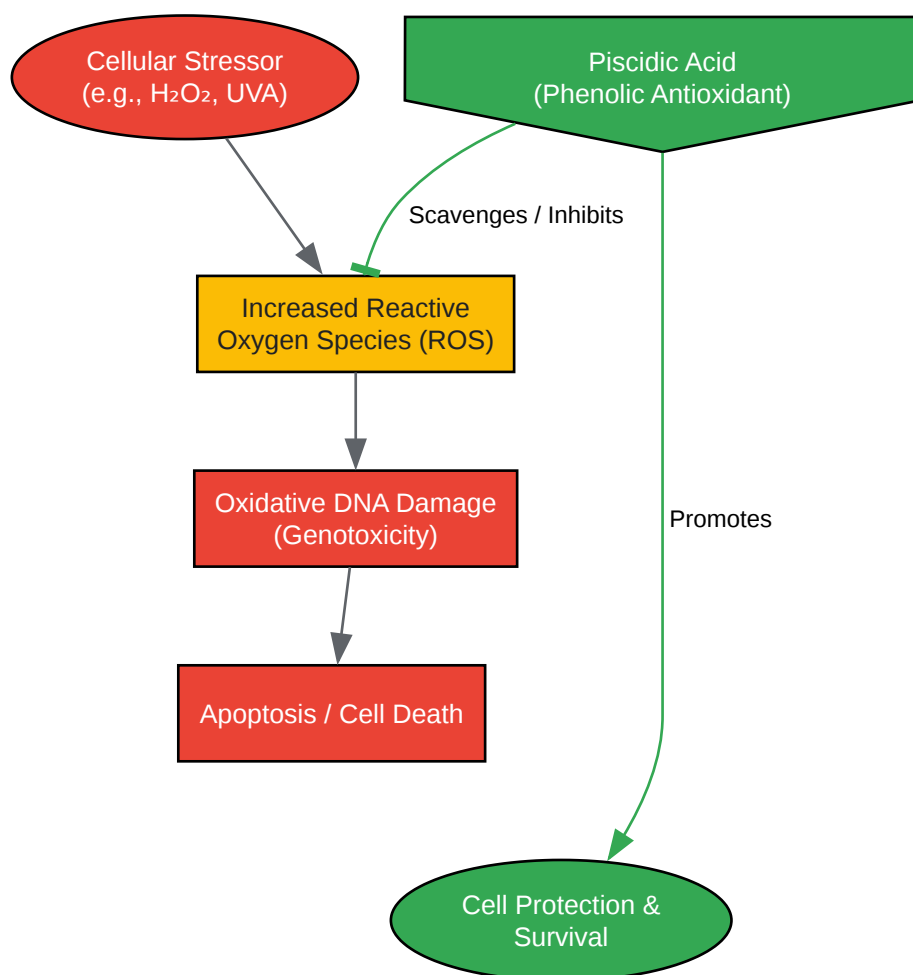 Cellular Stressor
(e.g., H₂O₂, UVA)
Piscidic Acid
(Phenolic Antioxidant)
Scavenges / Inhibits
Increased Reactive
Oxygen Species (ROS)
Oxidative DNA Damage
(Genotoxicity)
Promotes
Apoptosis / Cell Death
Cell Protection &
Survival